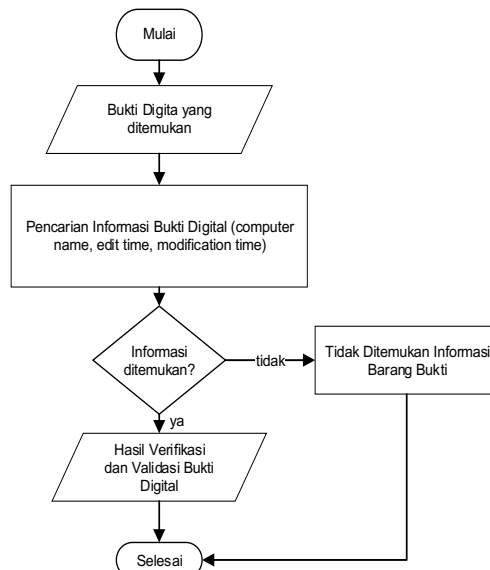 Mulai
Bukti Digita yang
ditemukan
Pencarian Informasi Bukti Digital (computer
name, edit time, modification time)
Informasi
ditemukan?
tidak
Tidak Ditemukan Informasi
Barang Bukti
ya
Hasil Verifikasi
dan Validasi Bukti
Digital
Selesai